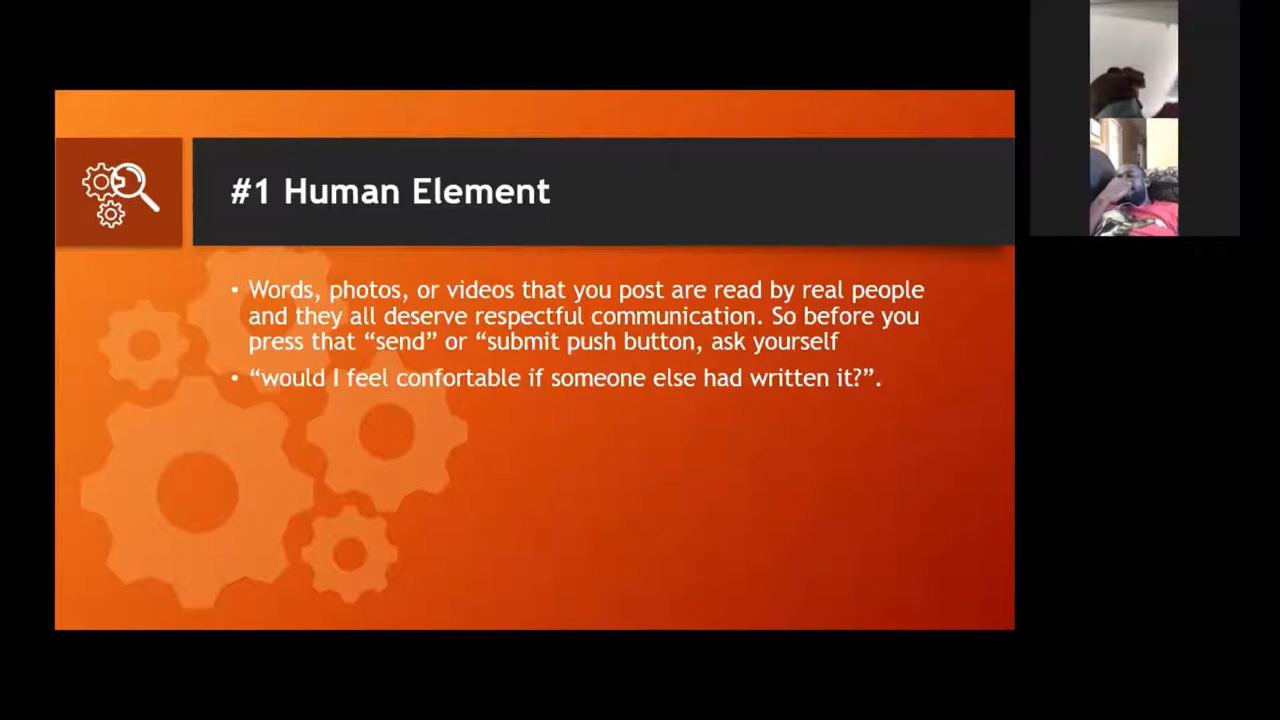 #1 Human Element
• Words, photos, or videos that you post are read by real people
and they all deserve respectful communication. So before you
press that “send” or “submit push button, ask yourself
• “would I feel confortable if someone else had written it?”.